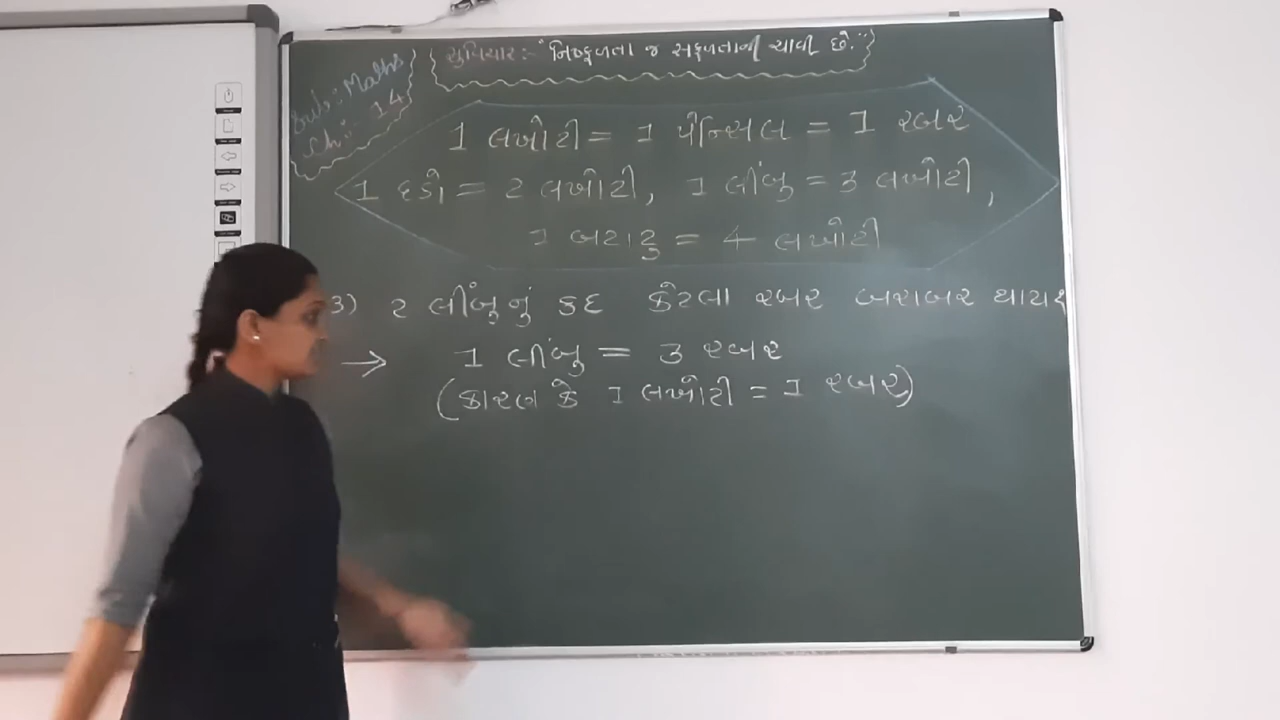 સુવિચાર :- "નિષ્ફળતા જ સફળતાની ચાવી છે."
Sub :- Maths
Ch :- 14
1 લખોટી = 1 પેન્સિલ = 1 રબર
1 દડો = 2 લખોટી, 1 લીંબુ = 3 લખોટી,
1 બટાટુ = 4 લખોટી
3) 2 લીંબુનું કદ કેટલા રબર બરાબર થાય?
→ 1 લીંબુ = 3 રબર
(કારણ કે 1 લખોટી = 1 રબર)